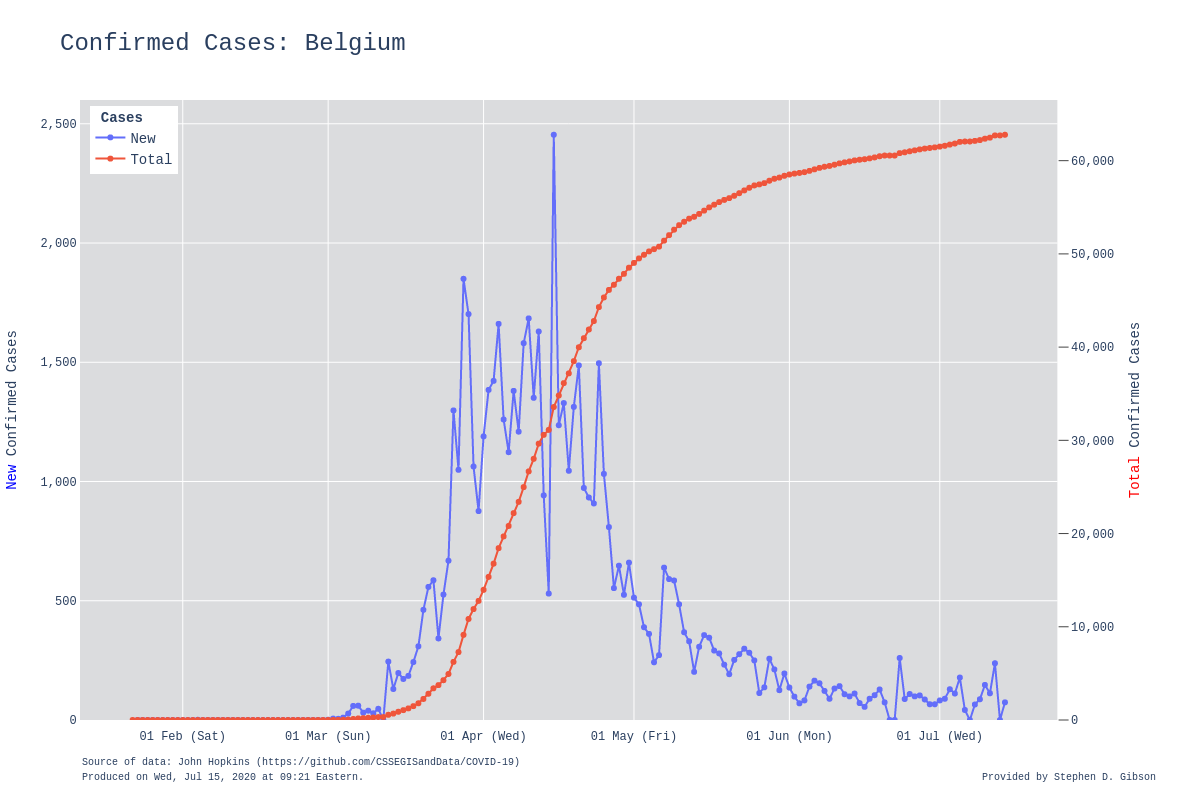 Confirmed Cases: Belgium
Cases
New
Total
2,500
2,000
1,500
1,000
500
0
60,000
50,000
40,000
30,000
20,000
10,000
0
New Confirmed Cases
Total Confirmed Cases
01 Feb (Sat)
01 Mar (Sun)
01 Apr (Wed)
01 May (Fri)
01 Jun (Mon)
01 Jul (Wed)
Source of data: John Hopkins (https://github.com/CSSEGISandData/COVID-19)
Produced on Wed, Jul 15, 2020 at 09:21 Eastern.
Provided by Stephen D. Gibson